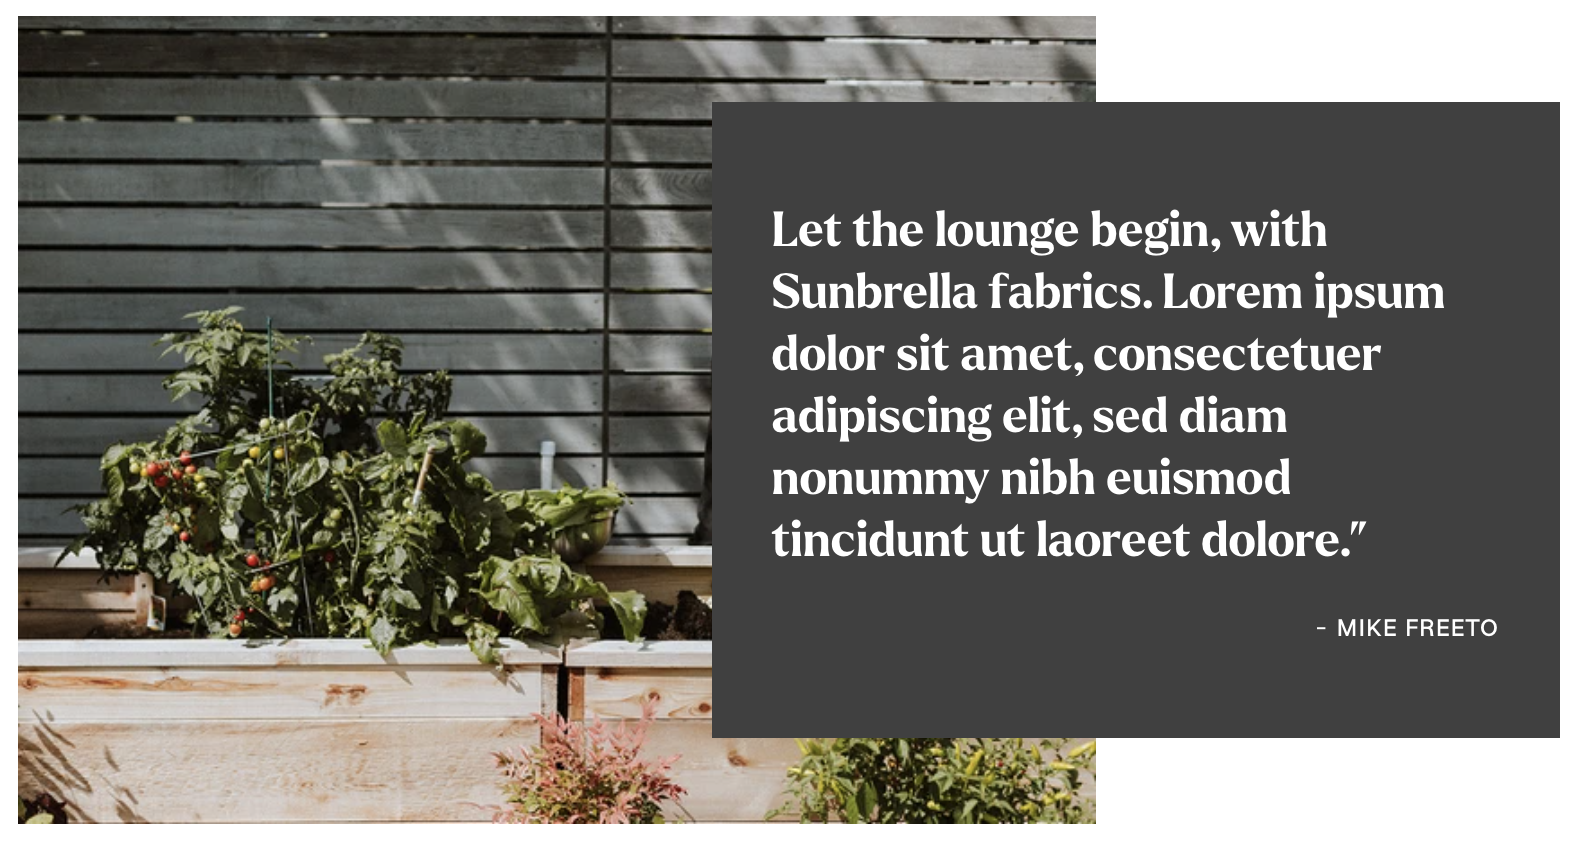 Let the lounge begin, with
Sunbrella fabrics. Lorem ipsum
dolor sit amet, consectetuer
adipiscing elit, sed diam
nonummy nibh euismod
tincidunt ut laoreet dolore.”
- MIKE FREETO